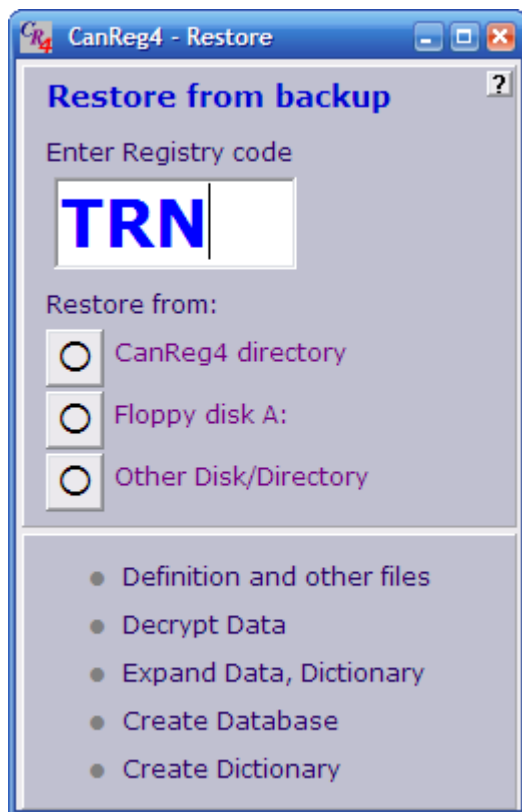 CR4 CanReg4 - Restore
Restore from backup
?
Enter Registry code
TRN
Restore from:
CanReg4 directory
Floppy disk A:
Other Disk/Directory
Definition and other files
Decrypt Data
Expand Data, Dictionary
Create Database
Create Dictionary